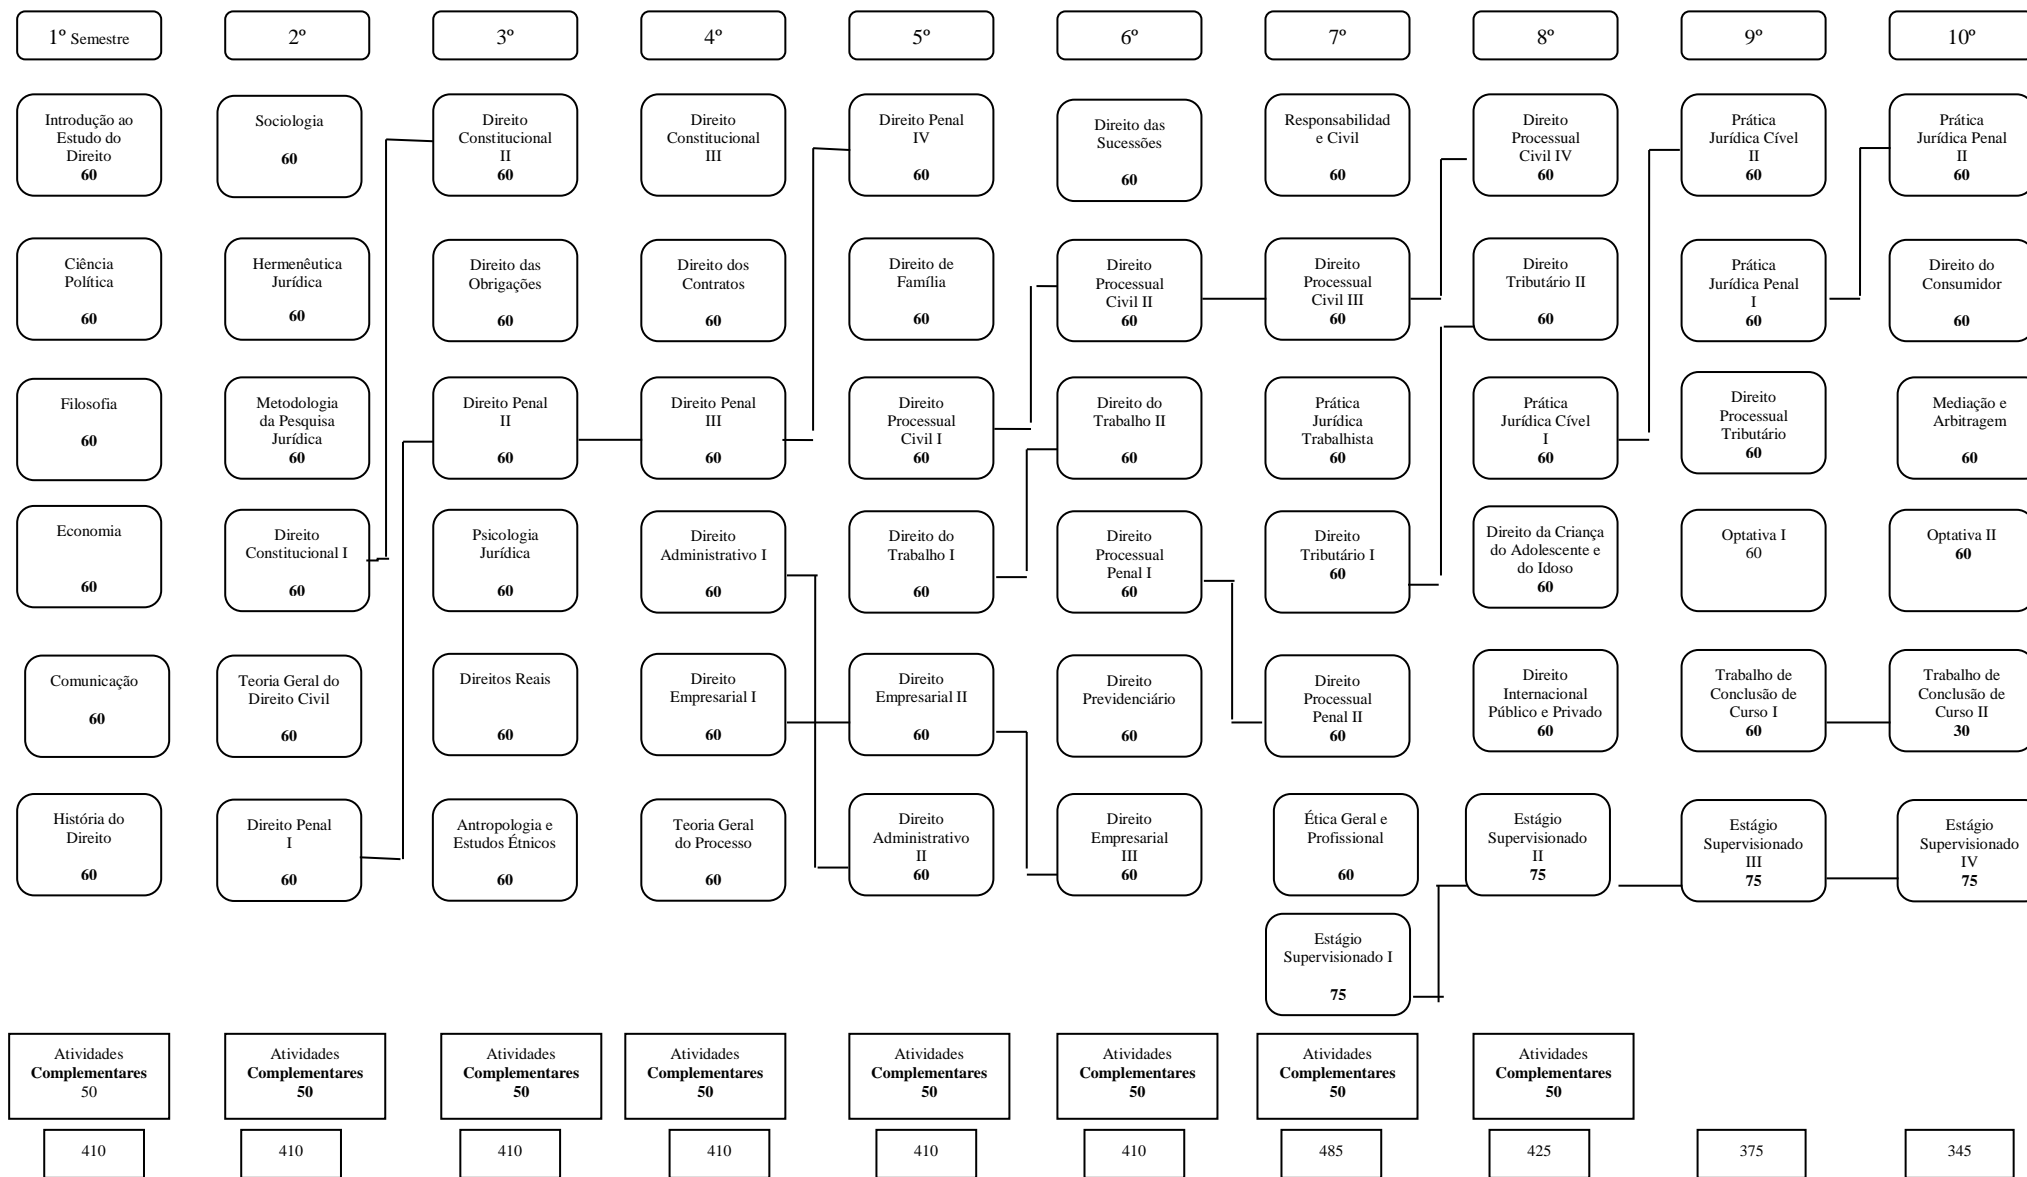 1º Semestre
2º
3º
4º
5º
6º
7º
8º
9º
10º
Introdução ao
Estudo do
Direito
60
Sociologia
60
Direito
Constitucional
II
60
Direito
Constitucional
III
60
Direito Penal
IV
60
Direito das
Sucessões
60
Responsabilidad
e Civil
60
Direito
Processual
Civil IV
60
Prática
Jurídica Cível
II
60
Prática
Jurídica Penal
II
60
Ciência
Política
60
Hermenêutica
Jurídica
60
Direito das
Obrigações
60
Direito dos
Contratos
60
Direito de
Família
60
Direito
Processual
Civil II
60
Direito
Processual
Civil III
60
Direito
Tributário II
60
Prática
Jurídica Penal
I
60
Direito do
Consumidor
60
Filosofia
60
Metodologia
da Pesquisa
Jurídica
60
Direito Penal
II
60
Direito Penal
III
60
Direito
Processual
Civil I
60
Direito do
Trabalho II
60
Prática
Jurídica
Trabalhista
60
Prática
Jurídica Cível
I
60
Direito
Processual
Tributário
60
Mediação e
Arbitragem
60
Economia
60
Direito
Constitucional I
60
Psicologia
Jurídica
60
Direito
Administrativo I
60
Direito do
Trabalho I
60
Direito
Processual
Penal I
60
Direito
Tributário I
60
Direito da Criança
do Adolescente e
do Idoso
60
Optativa I
60
Optativa II
60
Comunicação
60
Teoria Geral do
Direito Civil
60
Direitos Reais
60
Direito
Empresarial I
60
Direito
Empresarial II
60
Direito
Previdenciário
60
Direito
Processual
Penal II
60
Direito
Internacional
Público e Privado
60
Trabalho de
Conclusão de
Curso I
60
Trabalho de
Conclusão de
Curso II
30
História do
Direito
60
Direito Penal
I
60
Antropologia e
Estudos Étnicos
60
Teoria Geral
do Processo
60
Direito
Administrativo
II
60
Direito
Empresarial
III
60
Ética Geral e
Profissional
60
Estágio
Supervisionado
II
75
Estágio
Supervisionado
III
75
Estágio
Supervisionado
IV
75
Estágio
Supervisionado I
75
Atividades
Complementares
50
Atividades
Complementares
50
Atividades
Complementares
50
Atividades
Complementares
50
Atividades
Complementares
50
Atividades
Complementares
50
Atividades
Complementares
50
Atividades
Complementares
50
410
410
410
410
410
410
485
425
375
345